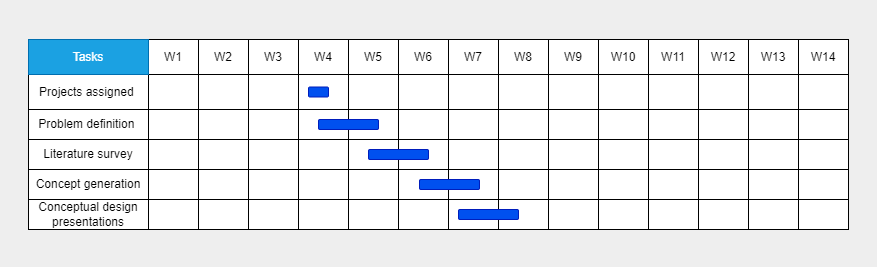 Tasks W1 W2 W3 W4 W5 W6 W7 W8 W9 W10 W11 W12 W13 W14
Projects assigned
Problem definition
Literature survey
Concept generation
Conceptual design
presentations